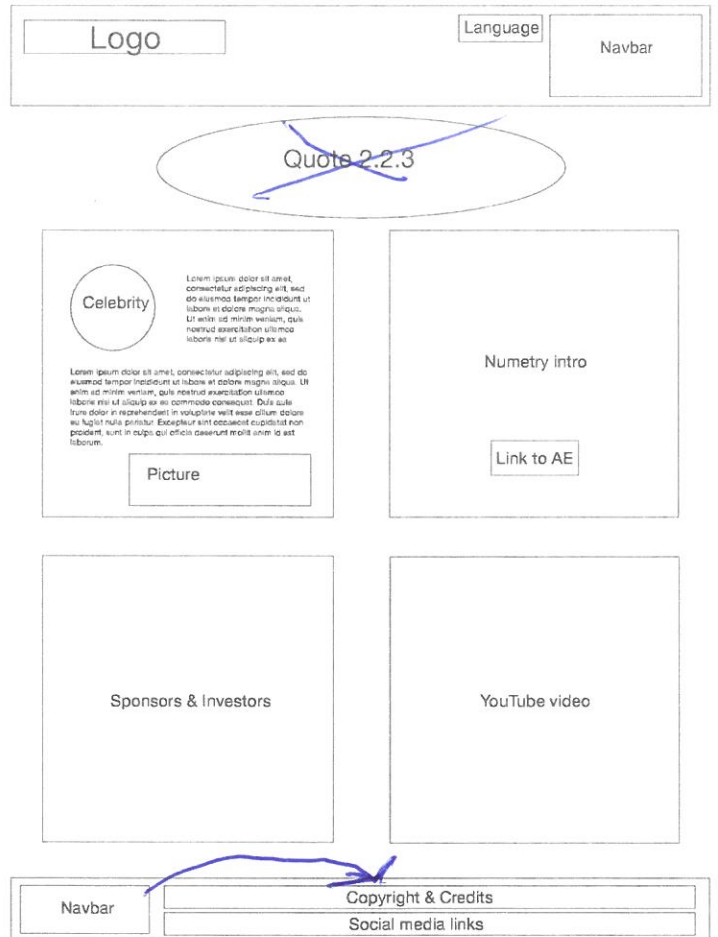 Logo
Language
Navbar
Quote 2.2.3
Celebrity
Lorem ipsum dolor sit amet,
consectetur adipiscing elit, sed
do eiusmod tempor incididunt ut
labore et dolore magna aliqua.
Ut enim ad minim veniam, quis
nostrud exercitation ullamco
laboris nisi ut aliquip ex ea
Lorem ipsum dolor sit amet, consectetur adipiscing elit, sed do
eiusmod tempor incididunt ut labore et dolore magna aliqua. Ut
enim ad minim veniam, quis nostrud exercitation ullamco
laboris nisi ut aliquip ex ea commodo consequat. Duis aute
irure dolor in reprehenderit in voluptate velit esse cillum dolore
eu fugiat nulla pariatur. Excepteur sint occaecat cupidatat non
proident, sunt in culpa qui officia deserunt mollit anim id est
laborum.
Picture
Numetry intro
Link to AE
Sponsors & Investors
YouTube video
Navbar
Copyright & Credits
Social media links